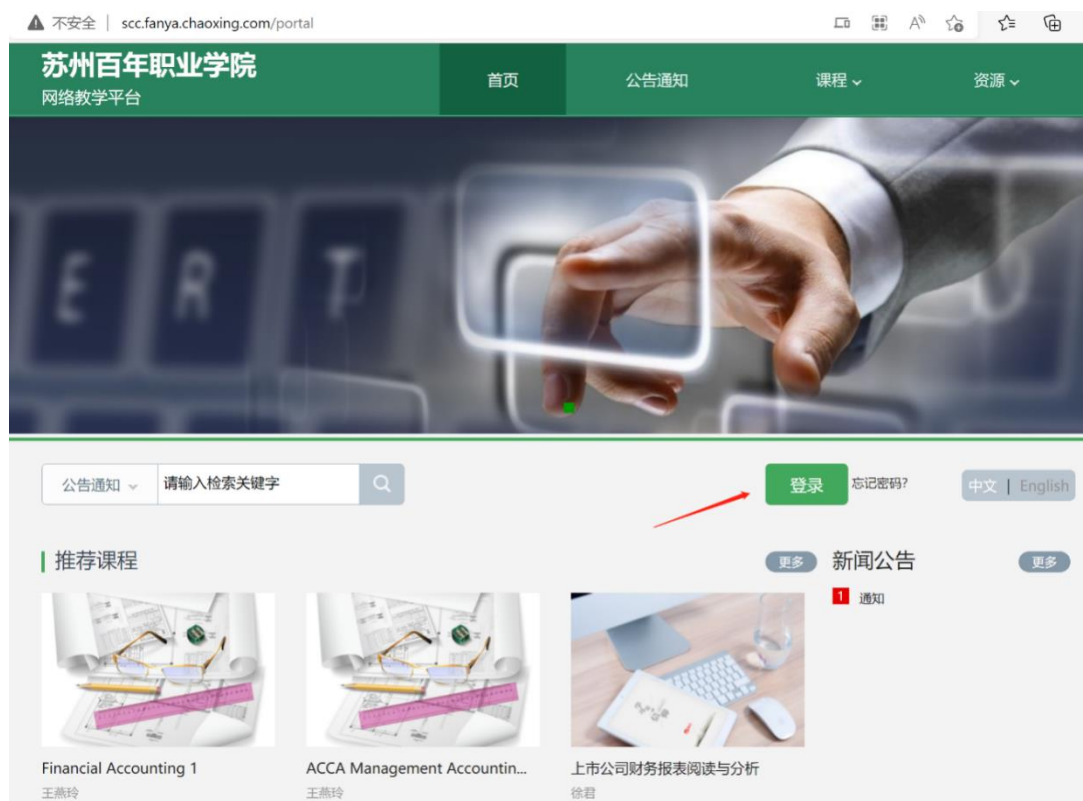 不安全 scc.fanya.chaoxing.com/portal
苏州百年职业学院
网络教学平台
首页 公告通知 课程 资源
E R T
公告通知 请输入检索关键字
登录 忘记密码? 中文 | English
推荐课程 更多 新闻公告 更多
1 通知
Financial Accounting 1 ACCA Management Accountin... 上市公司财务报表阅读与分析
王燕玲 王燕玲 徐君